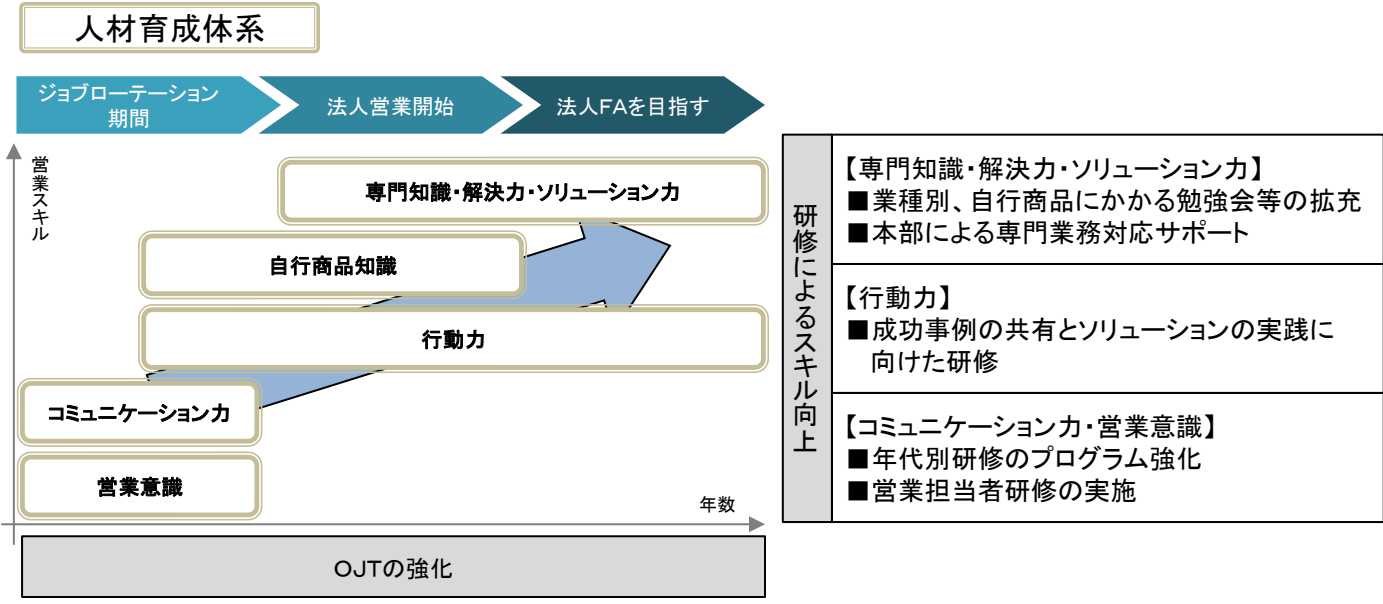 人材育成体系
ジョブローテーション
期間
法人営業開始
法人FAを目指す
営業スキル
専門知識・解決力・ソリューション力
自行商品知識
行動力
コミュニケーション力
営業意識
年数
OJTの強化
研修によるスキル向上
【専門知識・解決力・ソリューション力】
■業種別、自行商品にかかる勉強会等の拡充
■本部による専門業務対応サポート
【行動力】
■成功事例の共有とソリューションの実践に
向けた研修
【コミュニケーション力・営業意識】
■年代別研修のプログラム強化
■営業担当者研修の実施